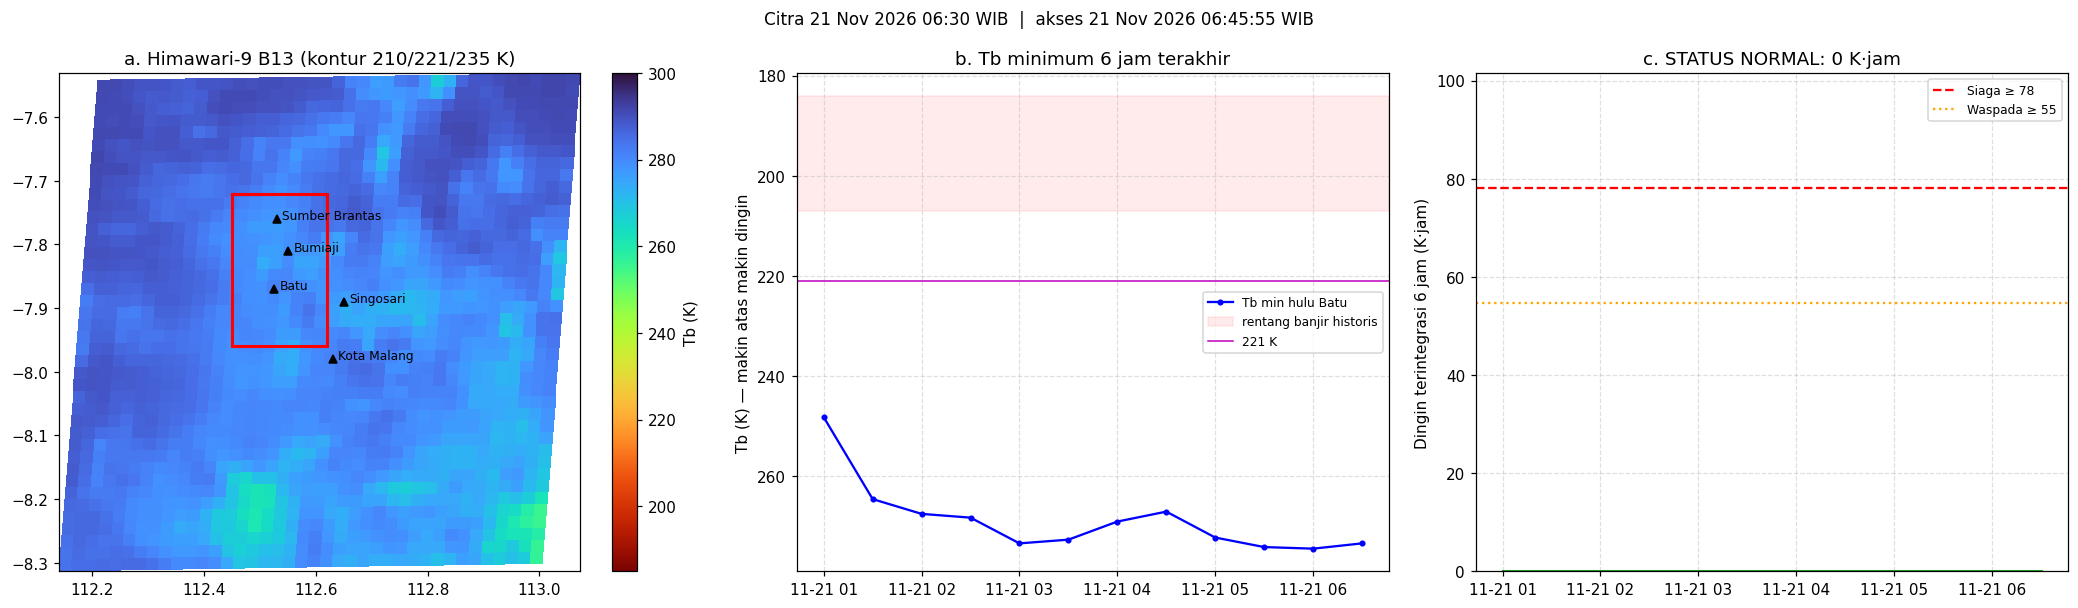 Citra 21 Nov 2026 06:30 WIB | akses 21 Nov 2026 06:45:55 WIB
a. Himawari-9 B13 (kontur 210/221/235 K)
−7.6
−7.7
−7.8
−7.9
−8.0
−8.1
−8.2
−8.3
112.2
112.4
112.6
112.8
113.0
Sumber Brantas
Bumiaji
Batu
Singosari
Kota Malang
300
280
260
240
220
200
Tb (K)
b. Tb minimum 6 jam terakhir
Tb (K) — makin atas makin dingin
180
200
220
240
260
Tb min hulu Batu
rentang banjir historis
221 K
11-21 01
11-21 02
11-21 03
11-21 04
11-21 05
11-21 06
c. STATUS NORMAL: 0 K·jam
Dingin terintegrasi 6 jam (K·jam)
100
80
60
40
20
0
Siaga ≥ 78
Waspada ≥ 55
11-21 01
11-21 02
11-21 03
11-21 04
11-21 05
11-21 06